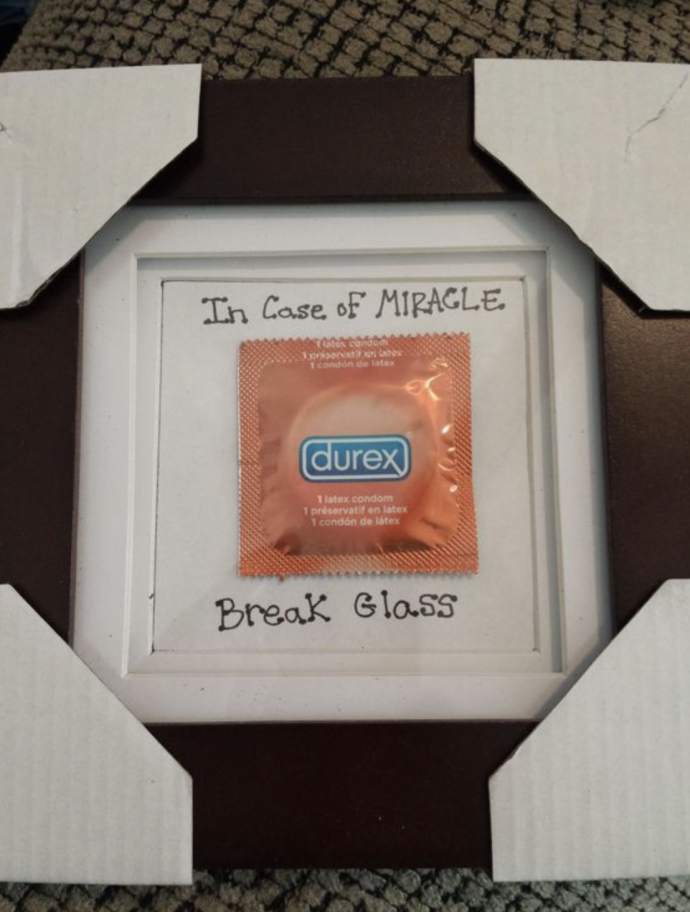 In Case of MIRACLE
1 latex condom
1 préservatif en latex
1 condón de látex
durex
1 latex condom
1 préservatif en latex
1 condón de látex
Break Glass